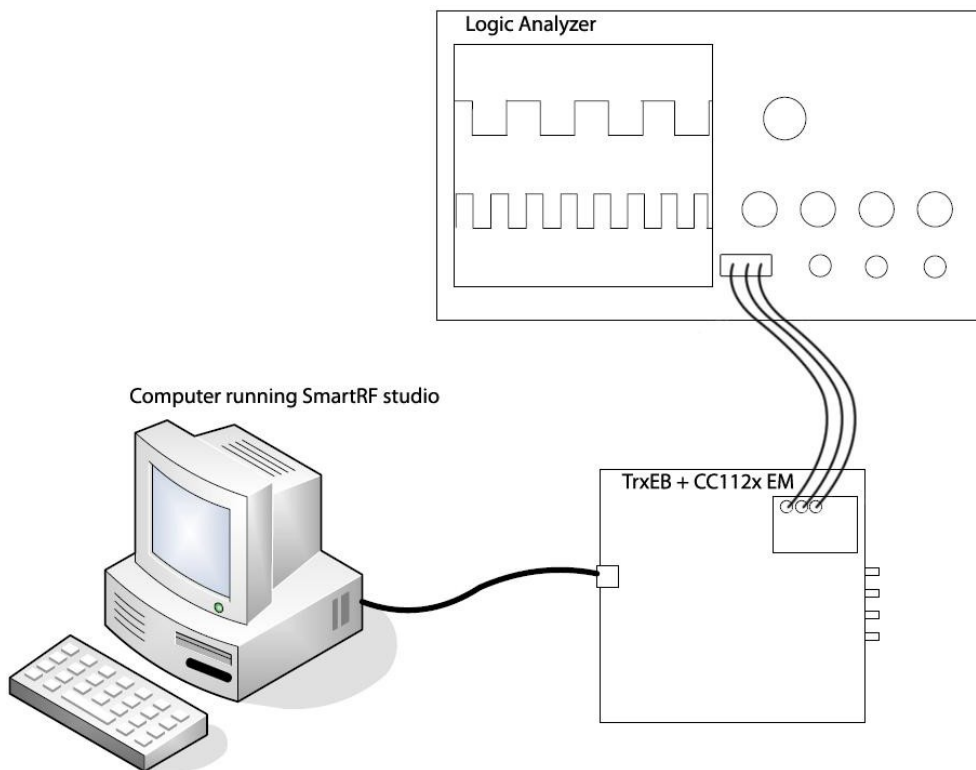 Logic Analyzer
Computer running SmartRF studio
TrxEB + CC112x EM